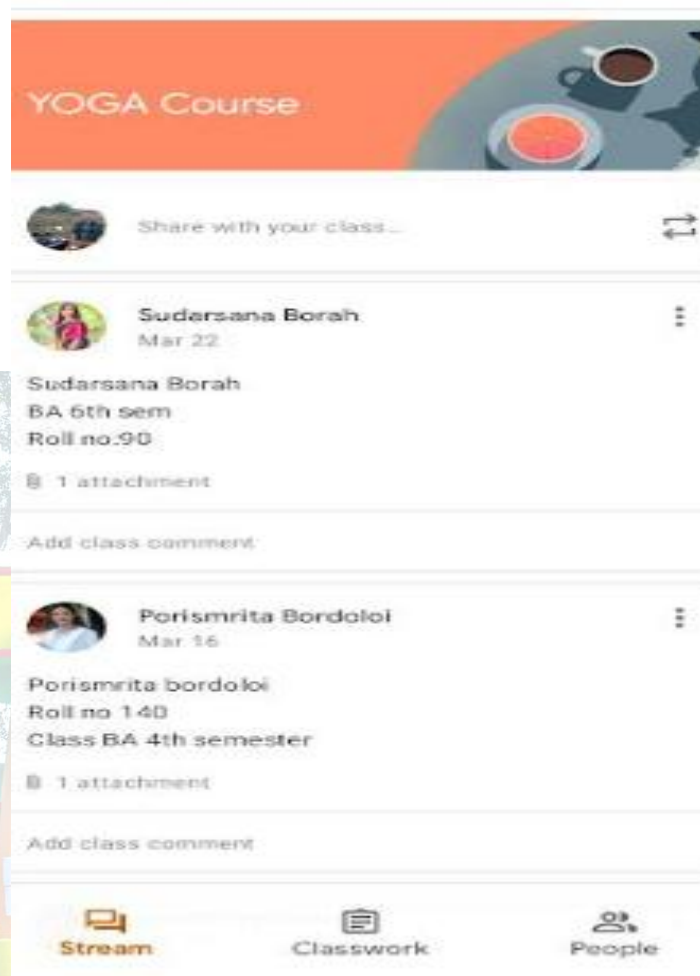 YOGA Course
Share with your class...
Sudarsana Borah
Mar 22
Sudarsana Borah
BA 6th sem
Roll no:90
1 attachment
Add class comment
Porismrita Bordoloi
Mar 16
Porismrita bordoloi
Roll no 140
Class BA 4th semester
1 attachment
Add class comment
Stream
Classwork
People